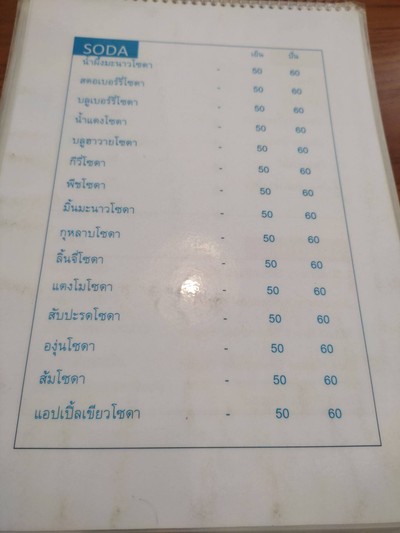 SODA เย็น ปั่น
น้ำผึ้งมะนาวโซดา - 50 60
สตอเบอร์รี่โซดา - 50 60
บลูเบอร์รี่โซดา - 50 60
น้ำแดงโซดา - 50 60
บลูฮาวายโซดา - 50 60
กีวี่โซดา - 50 60
พีชโซดา - 50 60
มิ้นมะนาวโซดา - 50 60
กุหลาบโซดา - 50 60
ลิ้นจี่โซดา - 50 60
แตงโมโซดา - 50 60
สับปะรดโซดา - 50 60
องุ่นโซดา - 50 60
ส้มโซดา - 50 60
แอปเปิ้ลเขียวโซดา - 50 60